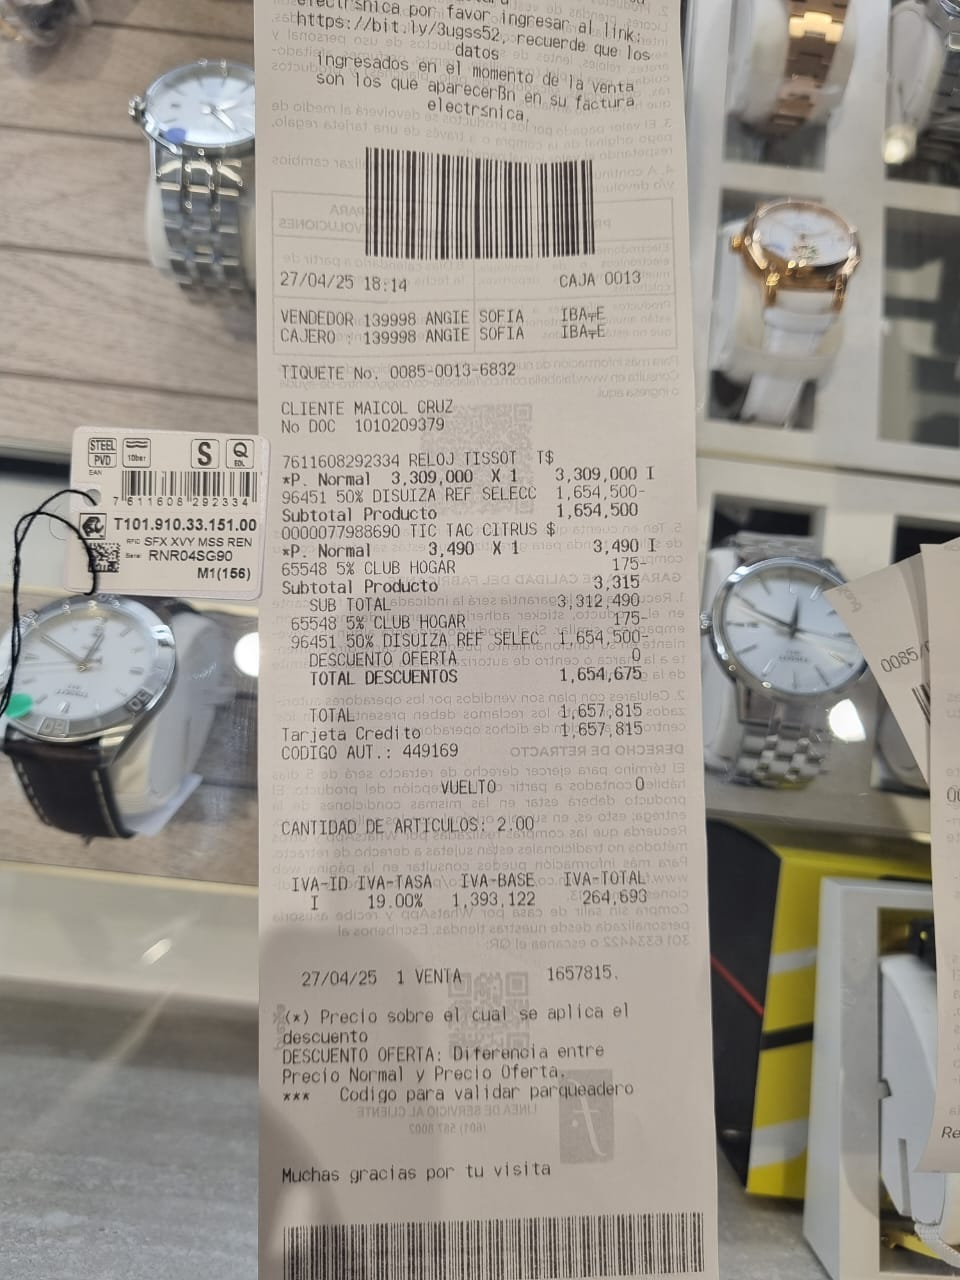 electrsnica por favor ingresar al link:
https://bit.ly/3ugss52, recuerde que los
datos
ingresados en el momento de la venta
son los que aparecerBn en su factura
electrsnica.
27/04/25 18:14 CAJA 0013
VENDEDOR 139998 ANGIE SOFIA IBA╤E
CAJERO : 139998 ANGIE SOFIA IBA╤E
TIQUETE No. 0085-0013-6832
CLIENTE MAICOL CRUZ
No DOC 1010209379
7611608292334 RELOJ TISSOT T$
*P. Normal 3,309,000 X 1 3,309,000 I
96451 50% DISUIZA REF SELECC 1,654,500-
Subtotal Producto 1,654,500
0000077988690 TIC TAC CITRUS $
*P. Normal 3,490 X 1 3,490 I
65548 5% CLUB HOGAR 175-
Subtotal Producto 3,315
SUB TOTAL 3,312,490
65548 5% CLUB HOGAR 175-
96451 50% DISUIZA REF SELEC 1,654,500-
DESCUENTO OFERTA 0
TOTAL DESCUENTOS 1,654,675
TOTAL 1,657,815
Tarjeta Credito 1,657,815
CODIGO AUT.: 449169
VUELTO 0
CANTIDAD DE ARTICULOS: 2.00
IVA-ID IVA-TASA IVA-BASE IVA-TOTAL
I 19.00% 1,393,122 264,693
27/04/25 1 VENTA 1657815.
(*) Precio sobre el cual se aplica el
descuento
DESCUENTO OFERTA: Diferencia entre
Precio Normal y Precio Oferta.
*** Codigo para validar parqueadero
Muchas gracias por tu visita
STEEL
PVD
10bar
S
Q
EOL
EAN
7 611608 292334
T101.910.33.151.00
RFID SFX XVY MSS REN
Serial RNR04SG90
M1(156)
0085/
Re